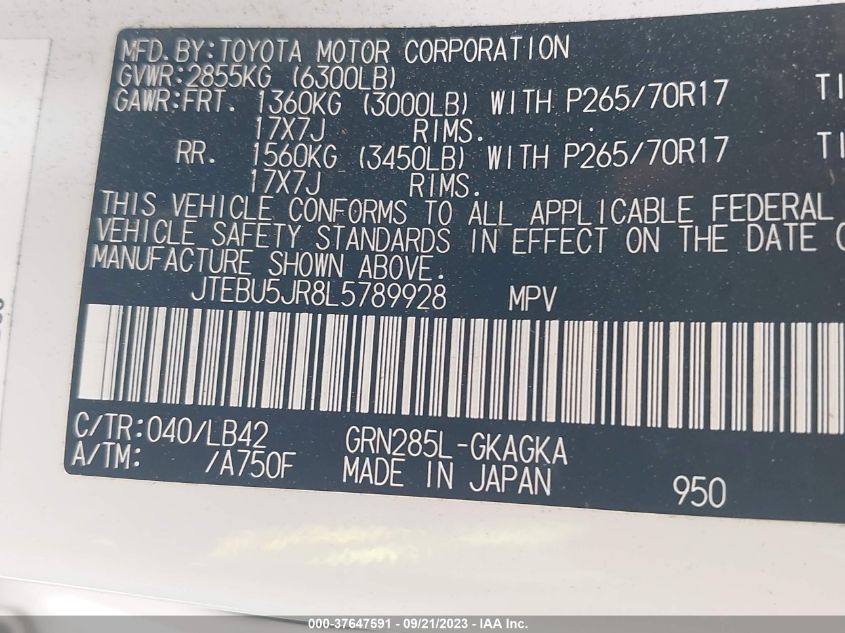 MFD.BY:TOYOTA MOTOR CORPORATION
GVWR:2855KG (6300LB)
GAWR:FRT. 1360KG (3000LB) WITH P265/70R17 TI
17X7J RIMS.
RR. 1560KG (3450LB) WITH P265/70R17 TI
17X7J RIMS.
THIS VEHICLE CONFORMS TO ALL APPLICABLE FEDERAL
VEHICLE SAFETY STANDARDS IN EFFECT ON THE DATE O
MANUFACTURE SHOWN ABOVE.
JTEBU5JR8L5789928 MPV
C/TR:040/LB42 GRN285L-GKAGKA
A/TM: /A750F MADE IN JAPAN 950
000-37647591 - 09/21/2023 - IAA Inc.